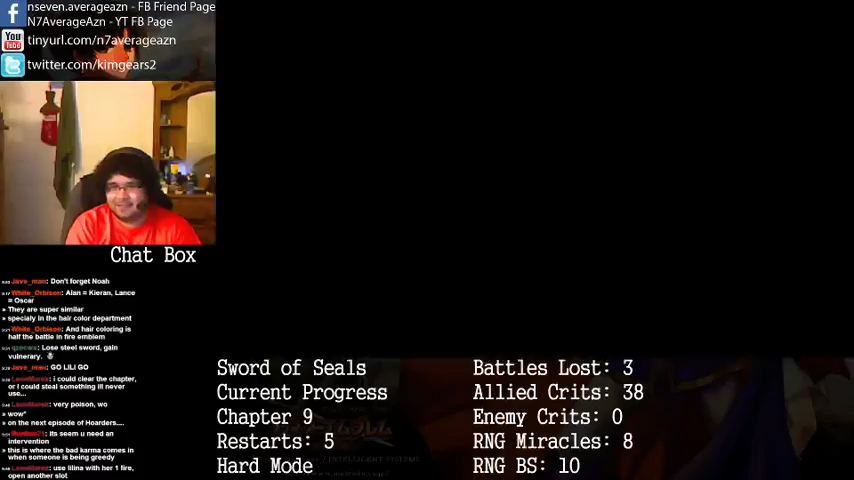 nseven.averageazn - FB Friend Page
N7AverageAzn - YT FB Page
You Tube
tinyurl.com/n7averageazn
twitter.com/kimgears2
Chat Box
Jave_man: Don't forget Noah
White_Orbison: Alan = Kieran, Lance
= Oscar
» They are super similar
» specialy in the hair color department
White_Orbison: And hair coloring is
half the battle in fire emblem
Lose steel sword, gain
vulnerary.
Jave_man: GO LILI GO
i could clear the chapter,
or I could steal something ill never
use...
very poison, wo
» wow*
» on the next episode of Hoarders....
its seem u need an
intervention
» this is where the bad karma comes in
when someone is being greedy
use lilina with her 1 fire,
open another slot
Sword of Seals
Current Progress
Chapter 9
Restarts: 5
Hard Mode
Battles Lost: 3
Allied Crits: 38
Enemy Crits: 0
RNG Miracles: 8
RNG BS: 10